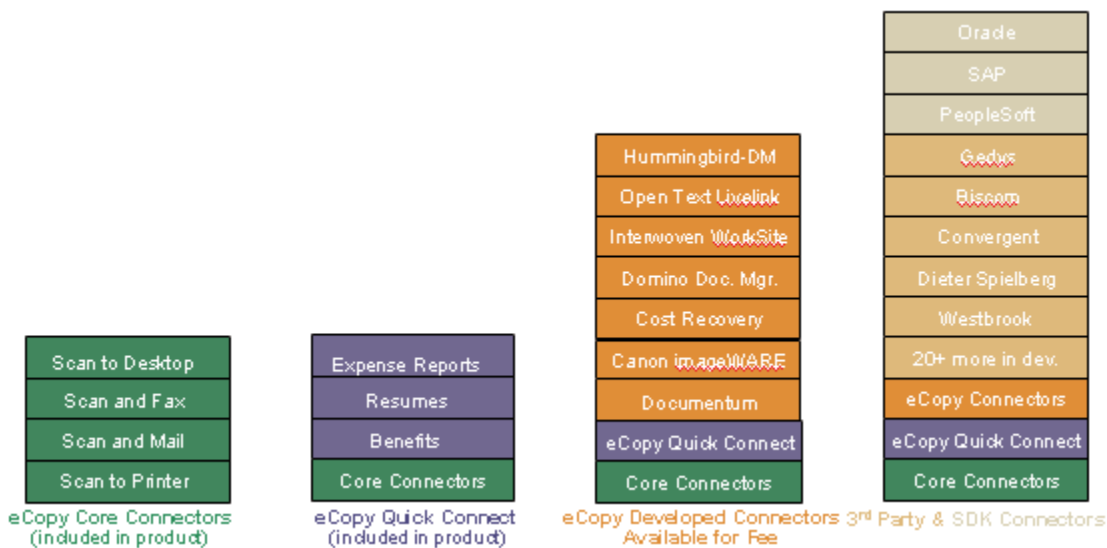 Scan to Desktop
Scan and Fax
Scan and Mail
Scan to Printer
eCopy Core Connectors
(included in product)
Expense Reports
Resumes
Benefits
Core Connectors
eCopy Quick Connect
(included in product)
Hummingbird-DM
Open Text Livelink
Interwoven WorkSite
Domino Doc. Mgr.
Cost Recovery
Canon imageWARE
Documentum
eCopy Quick Connect
Core Connectors
eCopy Developed Connectors
Available for Fee
Oracle
SAP
PeopleSoft
Gedys
Biscom
Convergent
Dieter Spielberg
Westbrook
20+ more in dev.
eCopy Connectors
eCopy Quick Connect
Core Connectors
3rd Party & SDK Connectors